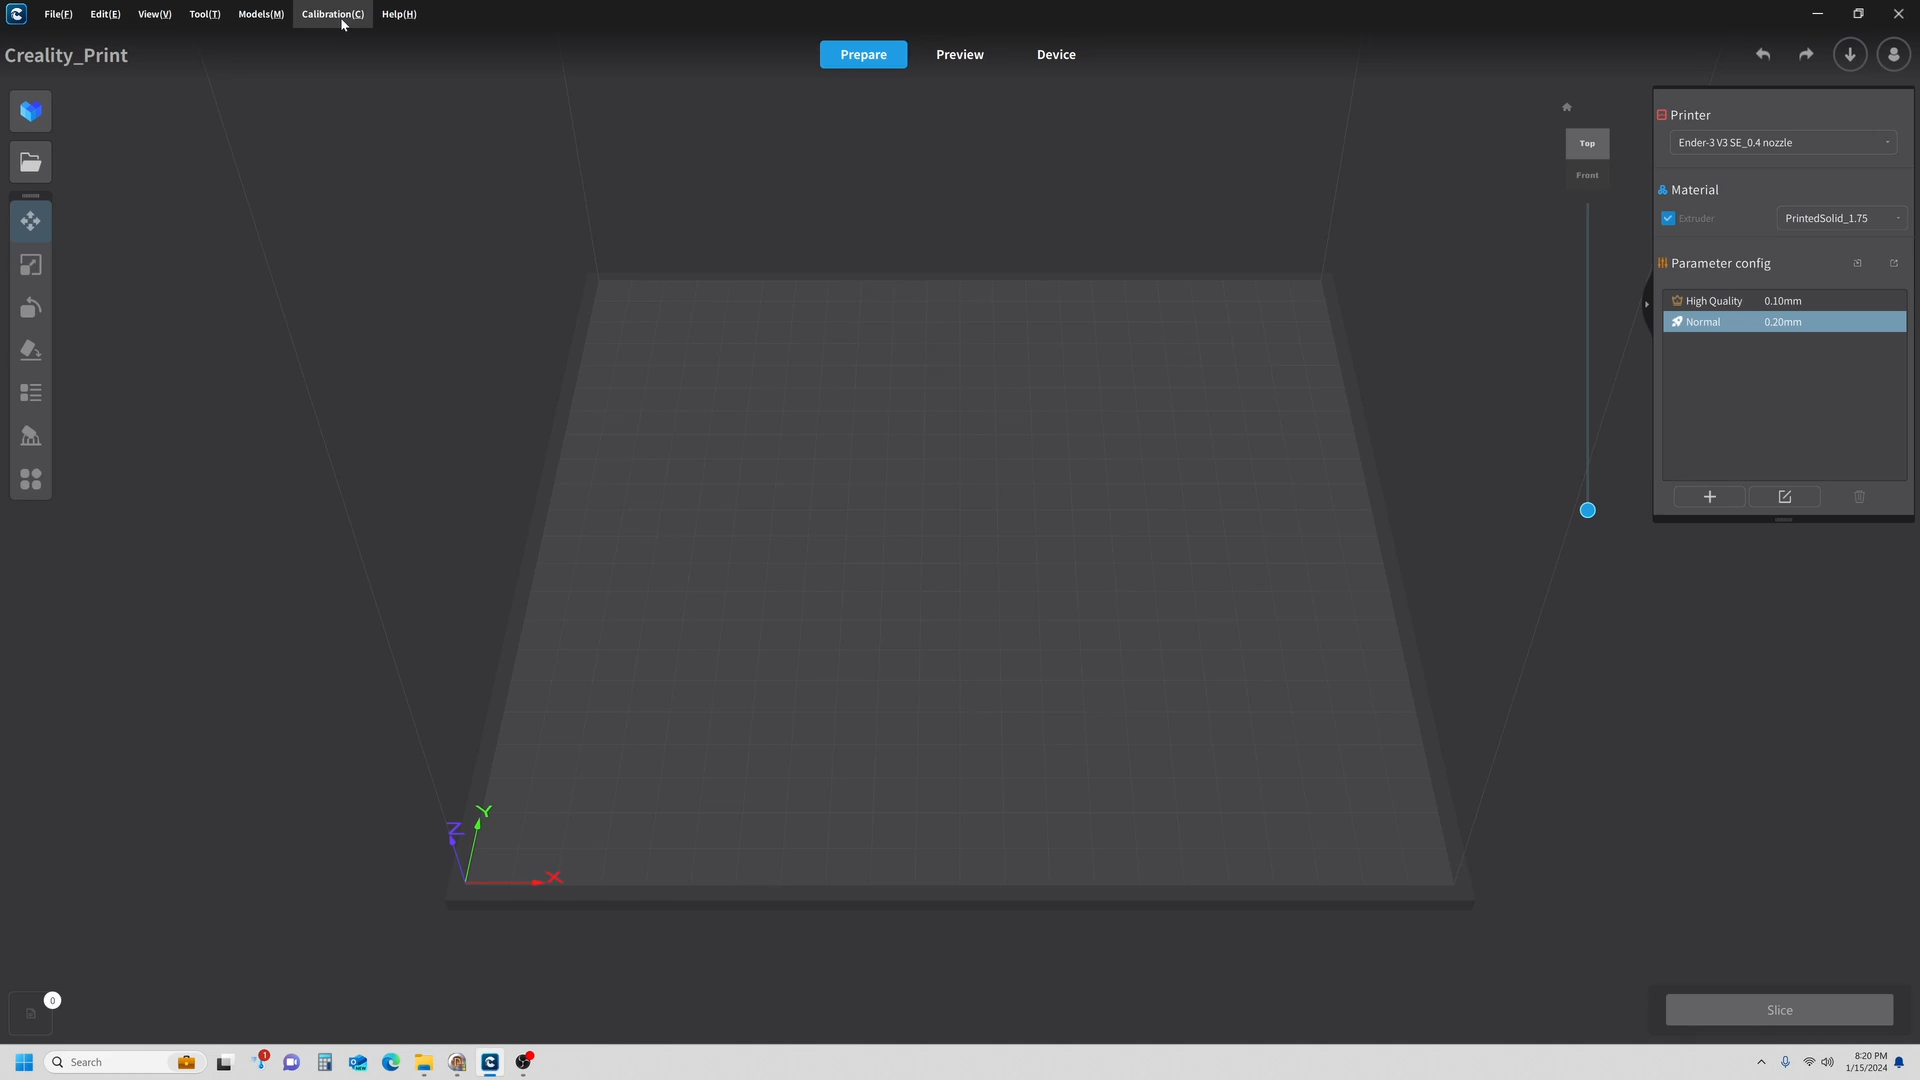 File(F) Edit(E) View(V) Tool(T) Models(M) Calibration(C) Help(H)
Creality_Print
Prepare Preview Device
Top
Front
Printer
Ender-3 V3 SE_0.4 nozzle
Material
Extruder PrintedSolid_1.75
Parameter config
High Quality 0.10mm
Normal 0.20mm
Y
Z
X
0
Slice
Search
1
NEW
8:20 PM
1/15/2024